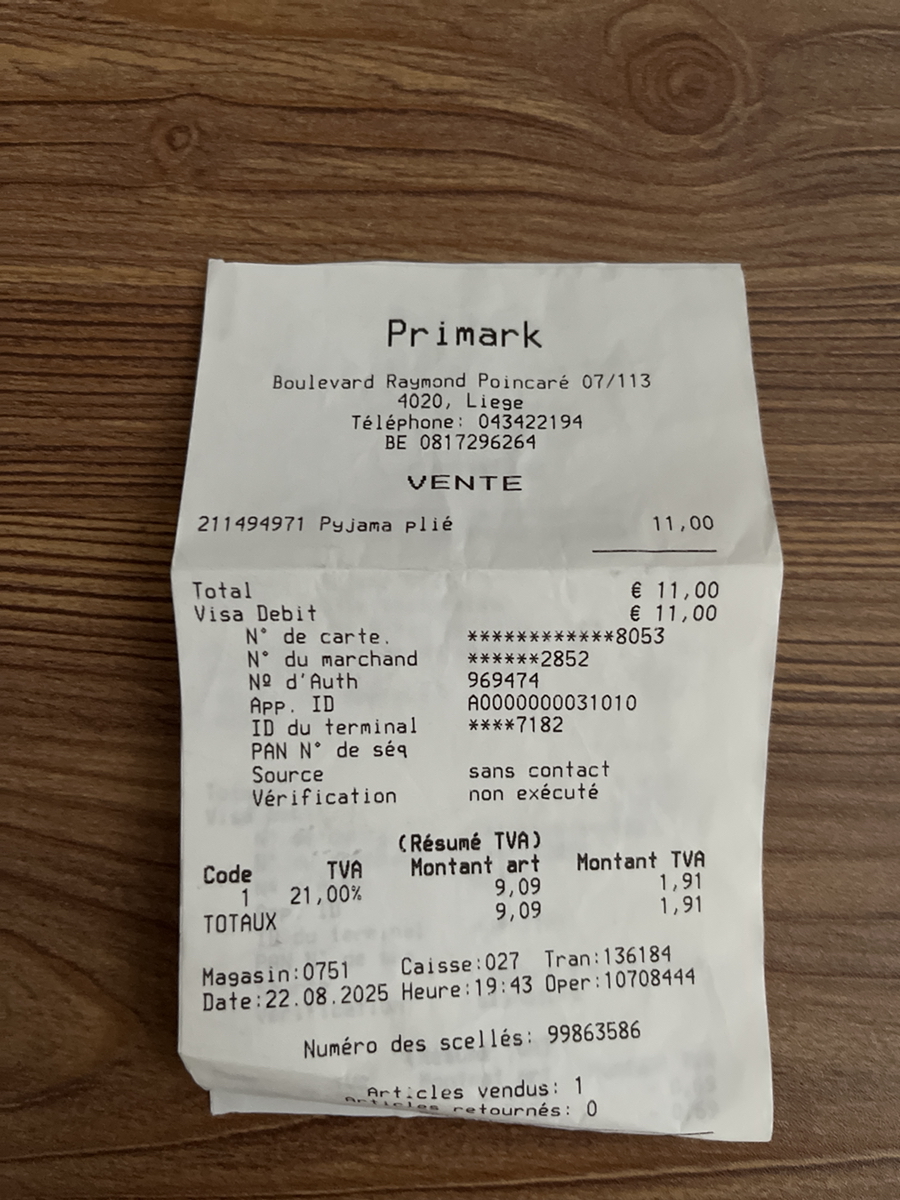 Primark
Boulevard Raymond Poincaré 07/113
4020, Liege
Téléphone: 043422194
BE 0817296264
VENTE
211494971 Pyjama plié 11,00
Total € 11,00
Visa Debit € 11,00
N° de carte. ************8053
N° du marchand ******2852
Nº d'Auth 969474
App. ID A0000000031010
ID du terminal ****7182
PAN N° de séq
Source sans contact
Vérification non exécuté
(Résumé TVA)
Code TVA Montant art Montant TVA
1 21,00% 9,09 1,91
TOTAUX 9,09 1,91
Magasin:0751 Caisse:027 Tran:136184
Date:22.08.2025 Heure:19:43 Oper:10708444
Numéro des scellés: 99863586
Articles vendus: 1
Articles retournés: 0